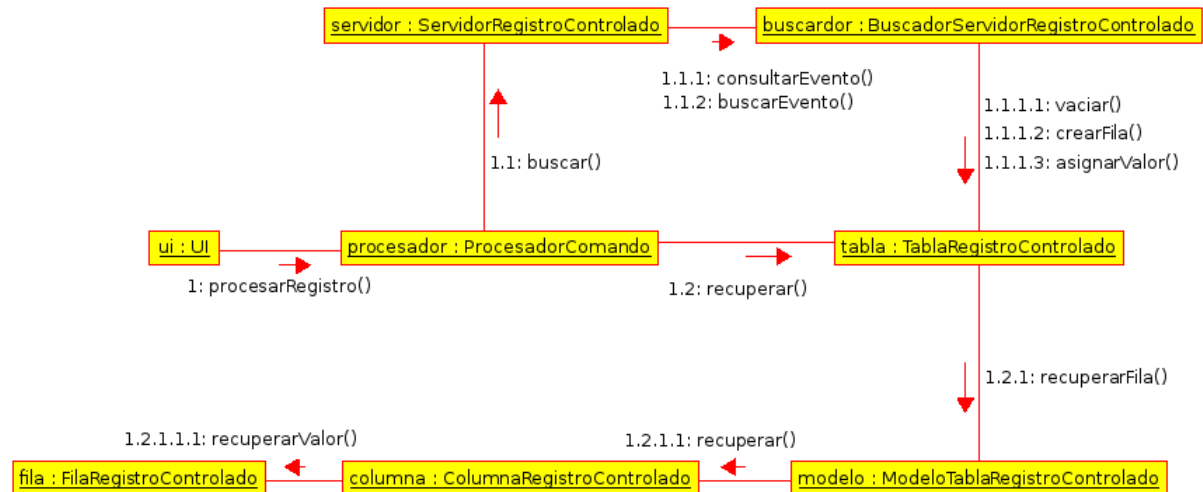 servidor : ServidorRegistroControlado
buscardor : BuscadorServidorRegistroControlado
1.1.1: consultarEvento()
1.1.2: buscarEvento()
1.1.1.1: vaciar()
1.1.1.2: crearFila()
1.1.1.3: asignarValor()
1.1: buscar()
ui : UI
procesador : ProcesadorComando
tabla : TablaRegistroControlado
1: procesarRegistro()
1.2: recuperar()
1.2.1: recuperarFila()
1.2.1.1.1: recuperarValor()
1.2.1.1: recuperar()
fila : FilaRegistroControlado
columna : ColumnaRegistroControlado
modelo : ModeloTablaRegistroControlado